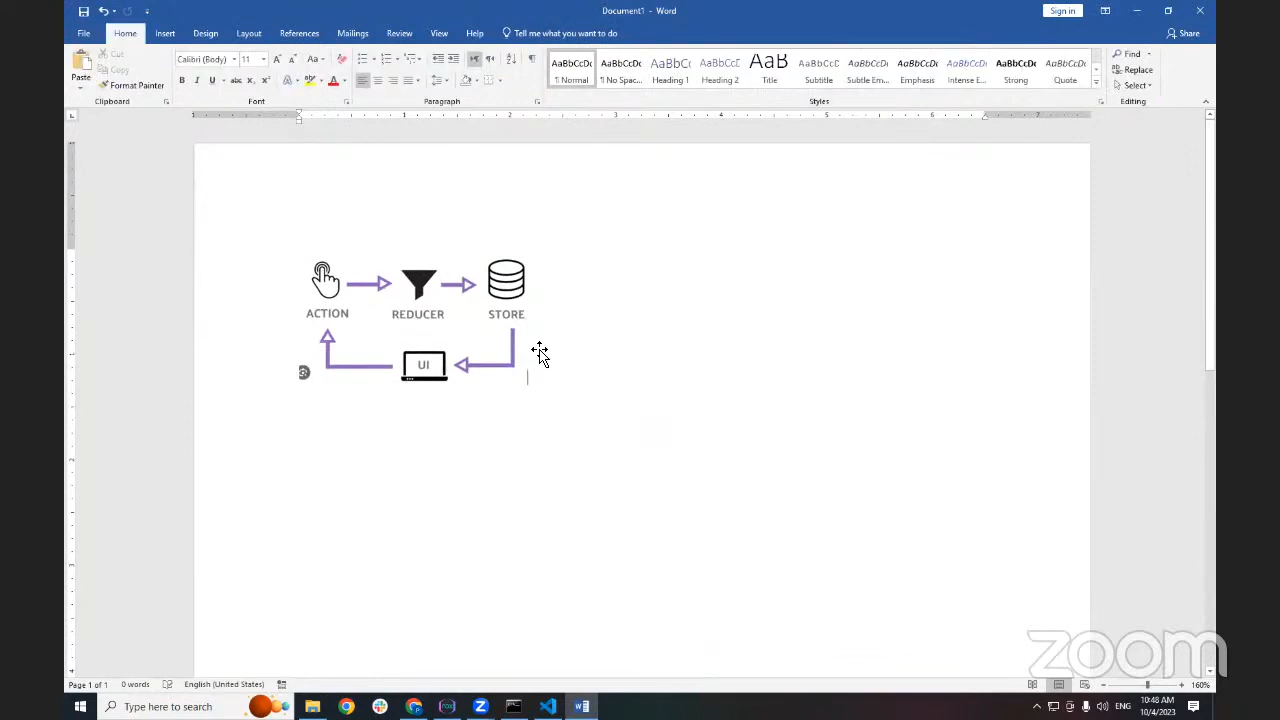 Document1 - Word
Sign in
File Home Insert Design Layout References Mailings Review View Help Tell me what you want to do Share
Paste
Cut
Copy
Format Painter
Clipboard
Calibri (Body) 11
Font
Paragraph
AaBbCcDc AaBbCcDc AaBbCc AaBbCcC AaB AaBbCcD AaBbCcDc AaBbCcDc AaBbCcDc AaBbCcDc AaBbCcDc
¶ Normal ¶ No Spac... Heading 1 Heading 2 Title Subtitle Subtle Em... Emphasis Intense E... Strong Quote
Styles
Find
Replace
Select
Editing
ACTION REDUCER STORE
UI
zoom
Page 1 of 1 0 words English (United States) 160%
Type here to search
ENG
10:48 AM
10/4/2023